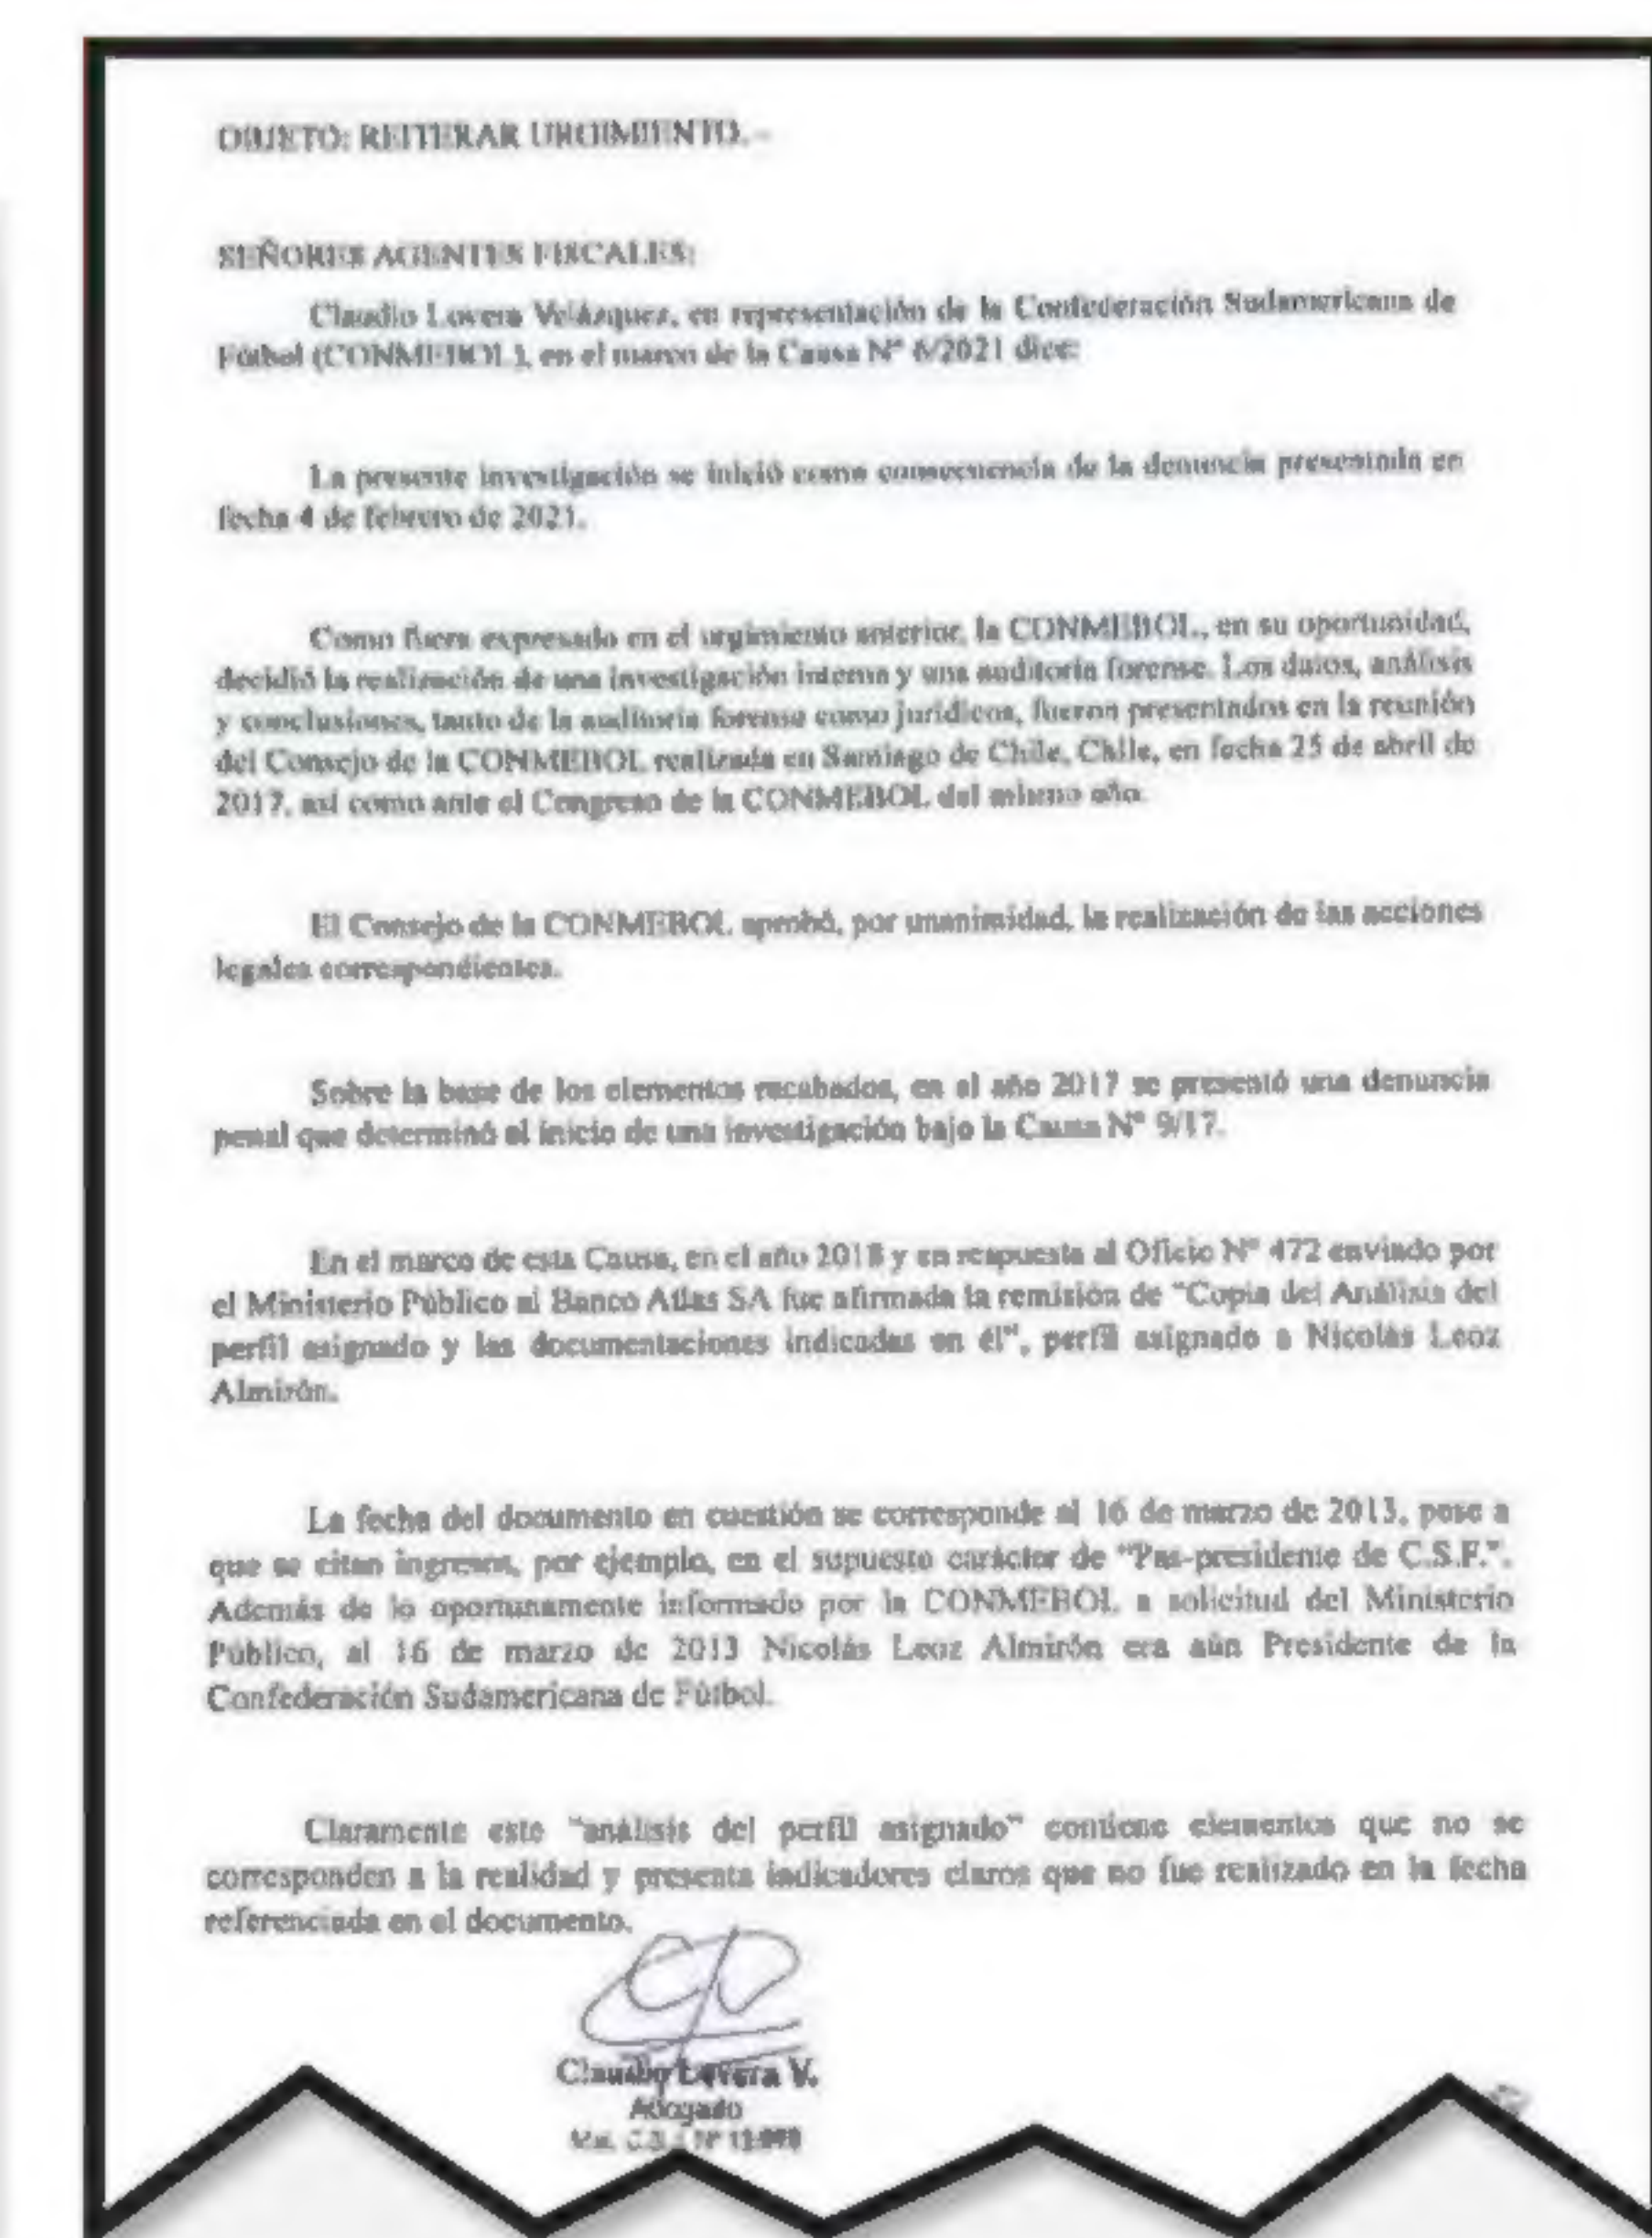 OBJETO: REITERAR URGIMIENTO. -
SEÑORES AGENTES FISCALES:
Claudio Lovera Velázquez, en representación de la Confederación Sudamericana de
Fútbol (CONMEBOL), en el marco de la Causa N° 6/2021 dice:
La presente investigación se inició como consecuencia de la denuncia presentada en
fecha 4 de febrero de 2021.
Como fuera expresado en el urgimiento anterior, la CONMEBOL, en su oportunidad,
decidió la realización de una investigación interna y una auditoría forense. Los datos, análisis
y conclusiones, tanto de la auditoría forense como jurídicos, fueron presentados en la reunión
del Consejo de la CONMEBOL realizada en Santiago de Chile, Chile, en fecha 25 de abril de
2017, así como ante el Congreso de la CONMEBOL del mismo año.
El Consejo de la CONMEBOL aprobó, por unanimidad, la realización de las acciones
legales correspondientes.
Sobre la base de los elementos recabados, en el año 2017 se presentó una denuncia
penal que determinó el inicio de una investigación bajo la Causa N° 9/17.
En el marco de esta Causa, en el año 2018 y en respuesta al Oficio N° 472 enviado por
el Ministerio Público al Banco Atlas SA fue afirmada la remisión de "Copia del Análisis del
perfil asignado y las documentaciones indicadas en él", perfil asignado a Nicolás Leoz
Almirón.
La fecha del documento en cuestión se corresponde al 16 de marzo de 2013, pese a
que se citan ingresos, por ejemplo, en el supuesto carácter de "Pas-presidente de C.S.F.".
Además de lo oportunamente informado por la CONMEBOL a solicitud del Ministerio
Público, al 16 de marzo de 2013 Nicolás Leoz Almirón era aún Presidente de la
Confederación Sudamericana de Fútbol.
Claramente este "análisis del perfil asignado" contiene elementos que no se
corresponden a la realidad y presenta indicadores claros que no fue realizado en la fecha
referenciada en el documento.
Claudio Lovera V.
Abogado